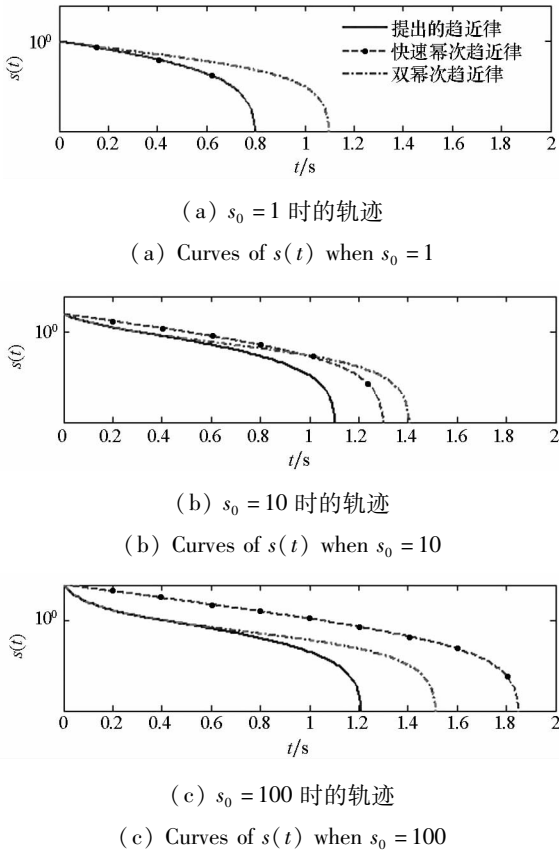 提出的趋近律
快速幂次趋近律
双幂次趋近律
10⁰
s(t)
0 0.2 0.4 0.6 0.8 1 1.2 1.4 1.6 1.8 2
t/s
(a) s₀ = 1 时的轨迹
(a) Curves of s(t) when s₀ = 1
10⁰
s(t)
0 0.2 0.4 0.6 0.8 1 1.2 1.4 1.6 1.8 2
t/s
(b) s₀ = 10 时的轨迹
(b) Curves of s(t) when s₀ = 10
10⁰
s(t)
0 0.2 0.4 0.6 0.8 1 1.2 1.4 1.6 1.8 2
t/s
(c) s₀ = 100 时的轨迹
(c) Curves of s(t) when s₀ = 100